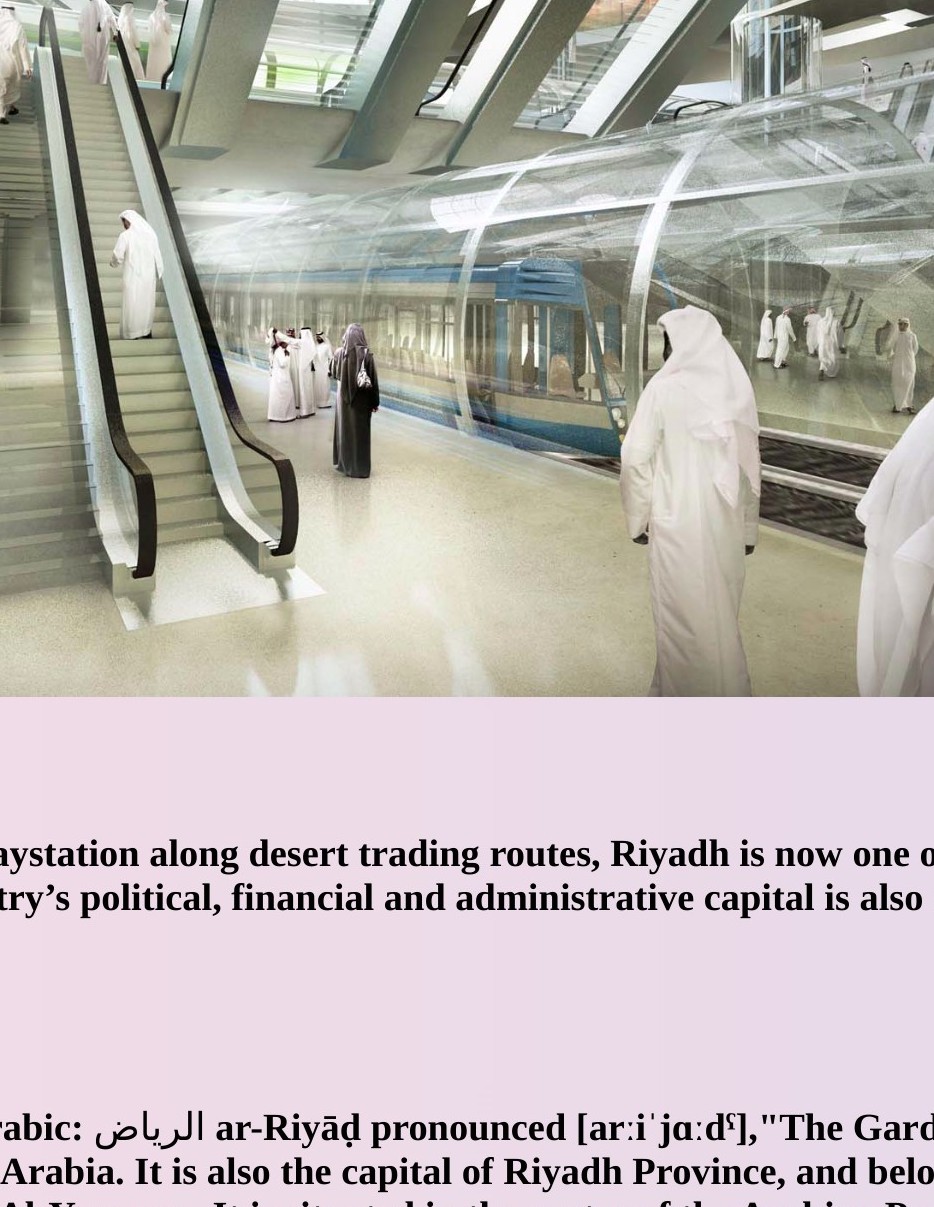 aystation along desert trading routes, Riyadh is now one o
try’s political, financial and administrative capital is also
rabic: الرياض ar-Riyāḍ pronounced [arːiˈjɑːdˤ],"The Gard
Arabia. It is also the capital of Riyadh Province, and belo